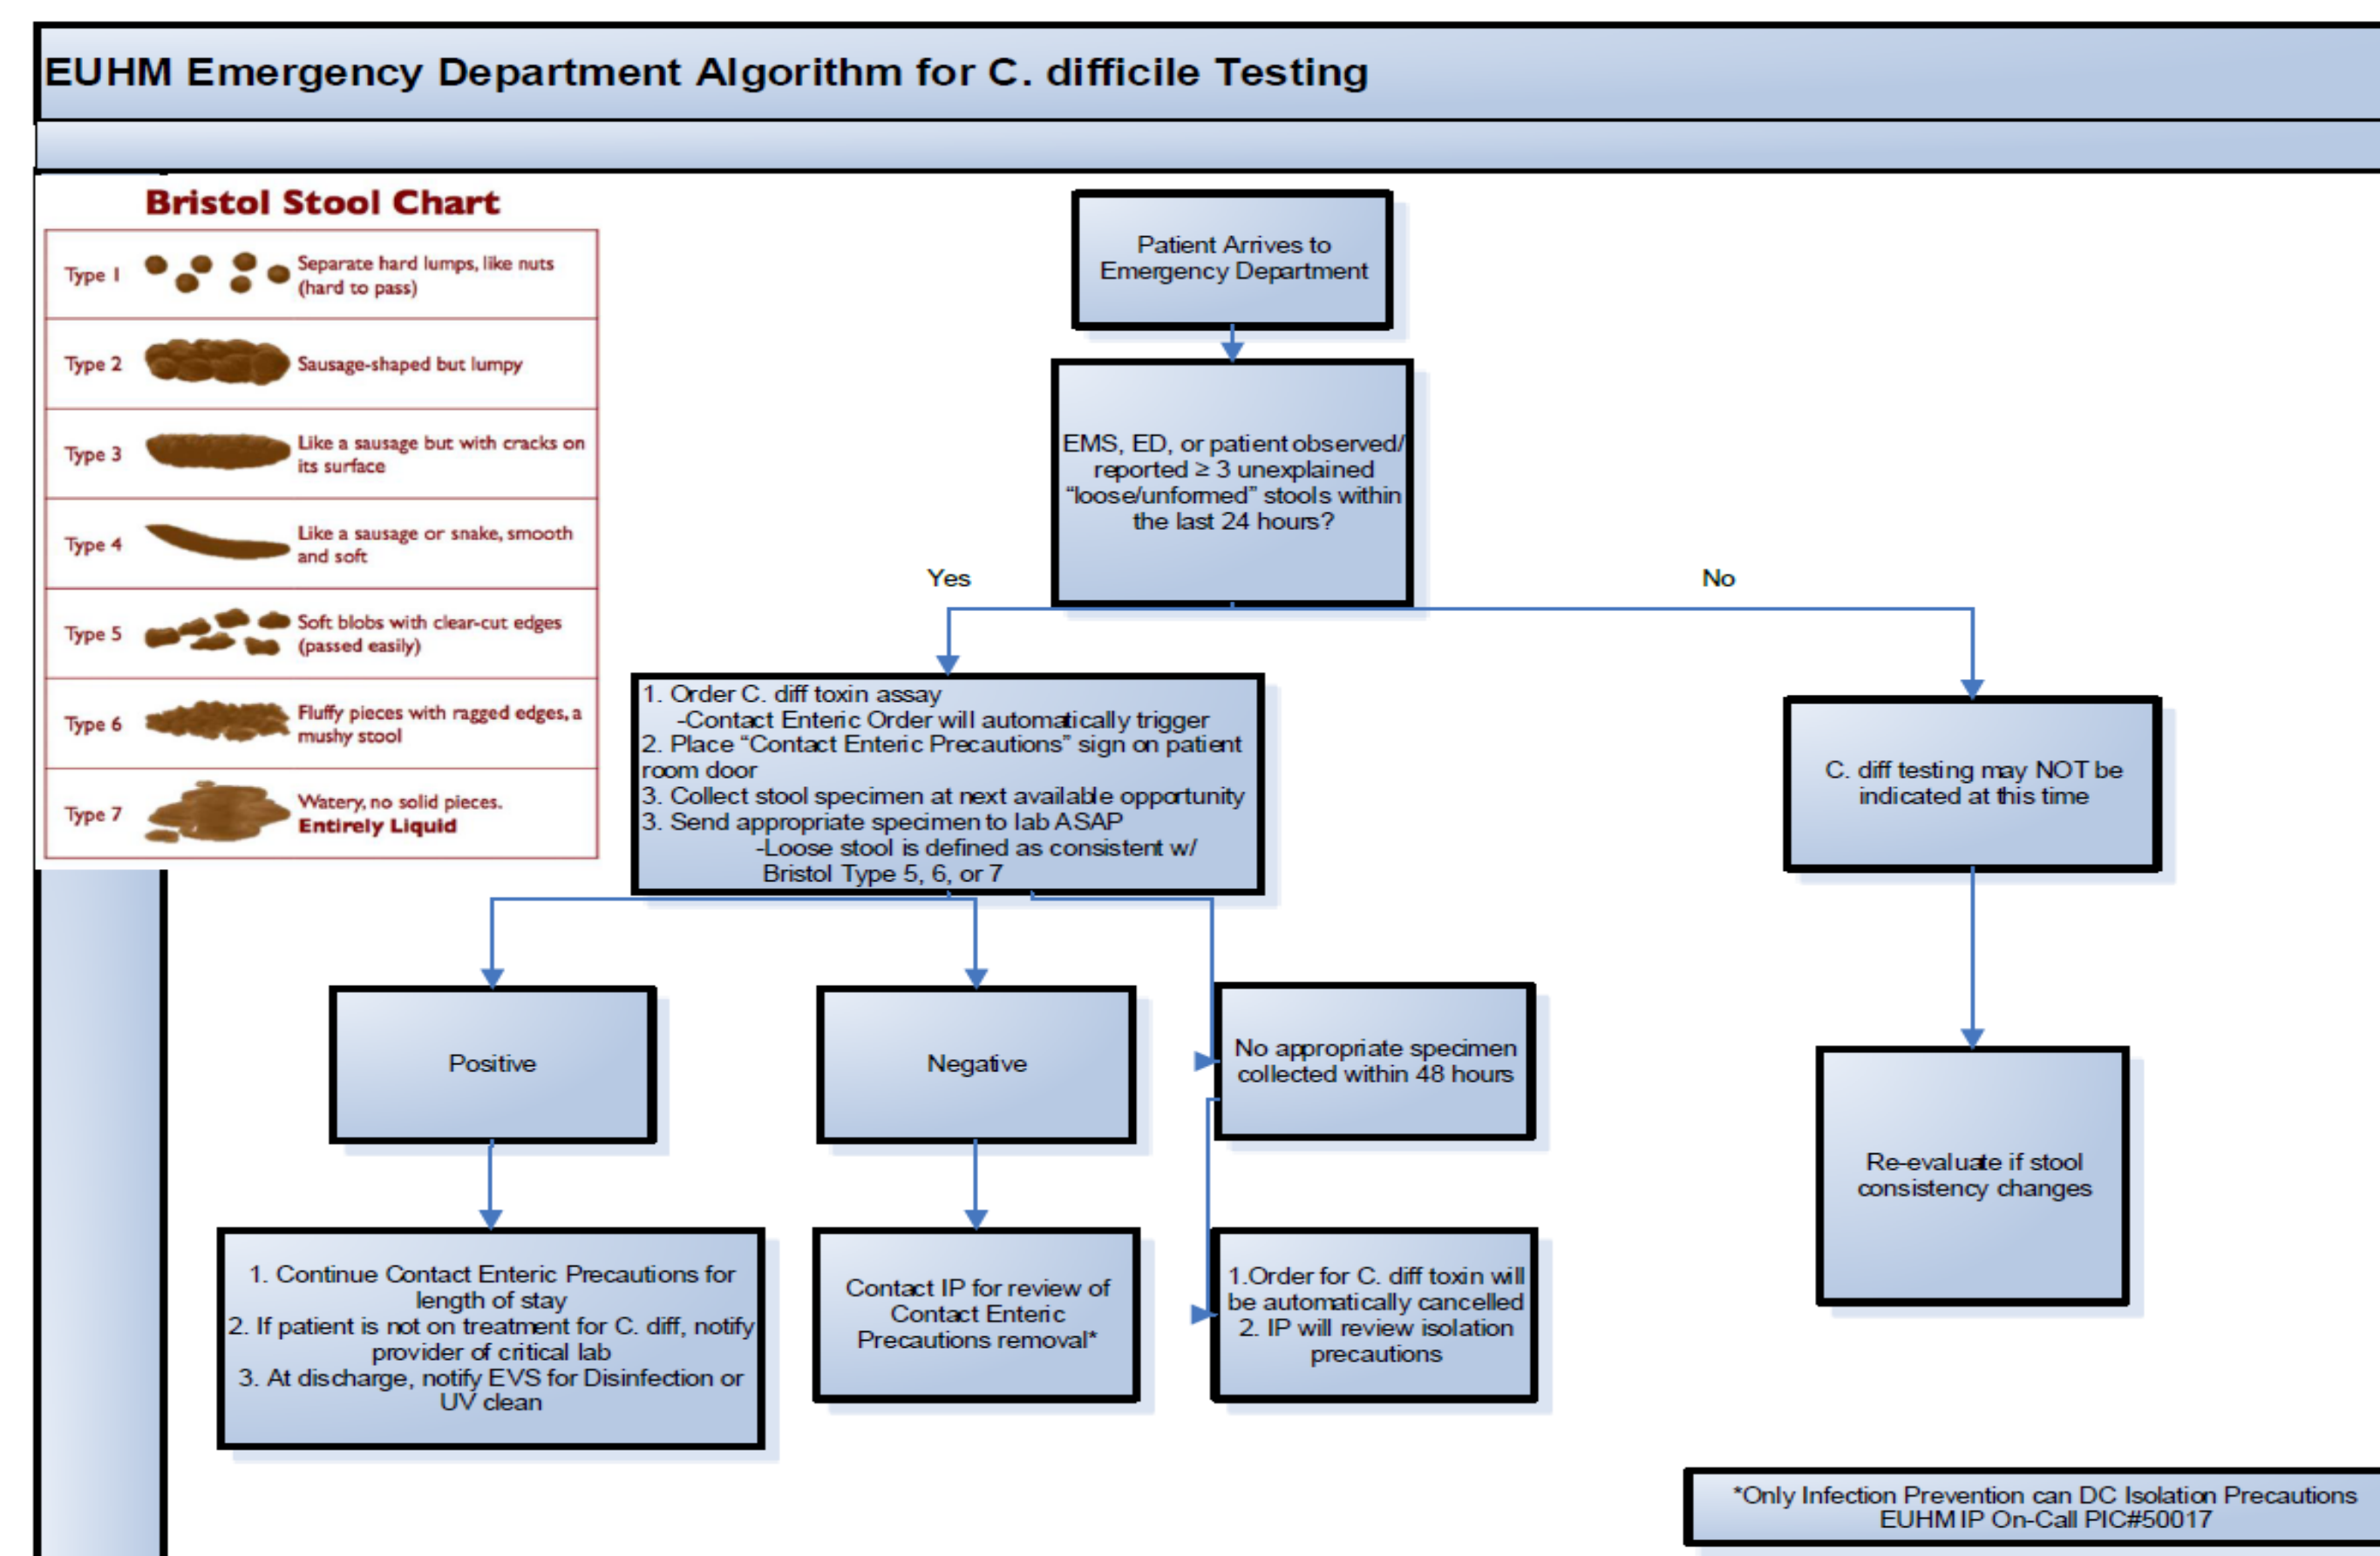 EUHM Emergency Department Algorithm for C. difficile Testing
Bristol Stool Chart
Type 1
Separate hard lumps, like nuts
(hard to pass)
Type 2
Sausage-shaped but lumpy
Type 3
Like a sausage but with cracks on
its surface
Type 4
Like a sausage or snake, smooth
and soft
Type 5
Soft blobs with clear-cut edges
(passed easily)
Type 6
Fluffy pieces with ragged edges, a
mushy stool
Type 7
Watery, no solid pieces.
Entirely Liquid
Patient Arrives to
Emergency Department
EMS, ED, or patient observed/
reported ≥ 3 unexplained
“loose/unformed” stools within
the last 24 hours?
Yes
No
1. Order C. diff toxin assay
-Contact Enteric Order will automatically trigger
2. Place “Contact Enteric Precautions” sign on patient
room door
3. Collect stool specimen at next available opportunity
3. Send appropriate specimen to lab ASAP
-Loose stool is defined as consistent w/
Bristol Type 5, 6, or 7
C. diff testing may NOT be
indicated at this time
Positive
Negative
No appropriate specimen
collected within 48 hours
Re-evaluate if stool
consistency changes
1. Continue Contact Enteric Precautions for
length of stay
2. If patient is not on treatment for C. diff, notify
provider of critical lab
3. At discharge, notify EVS for Disinfection or
UV clean
Contact IP for review of
Contact Enteric
Precautions removal*
1.Order for C. diff toxin will
be automatically cancelled
2. IP will review isolation
precautions
*Only Infection Prevention can DC Isolation Precautions
EUHM IP On-Call PIC#50017